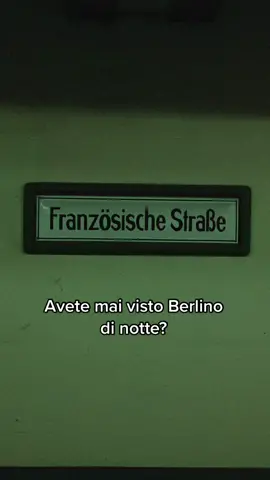 Französische Straße
Avete mai visto Berlino
di notte?